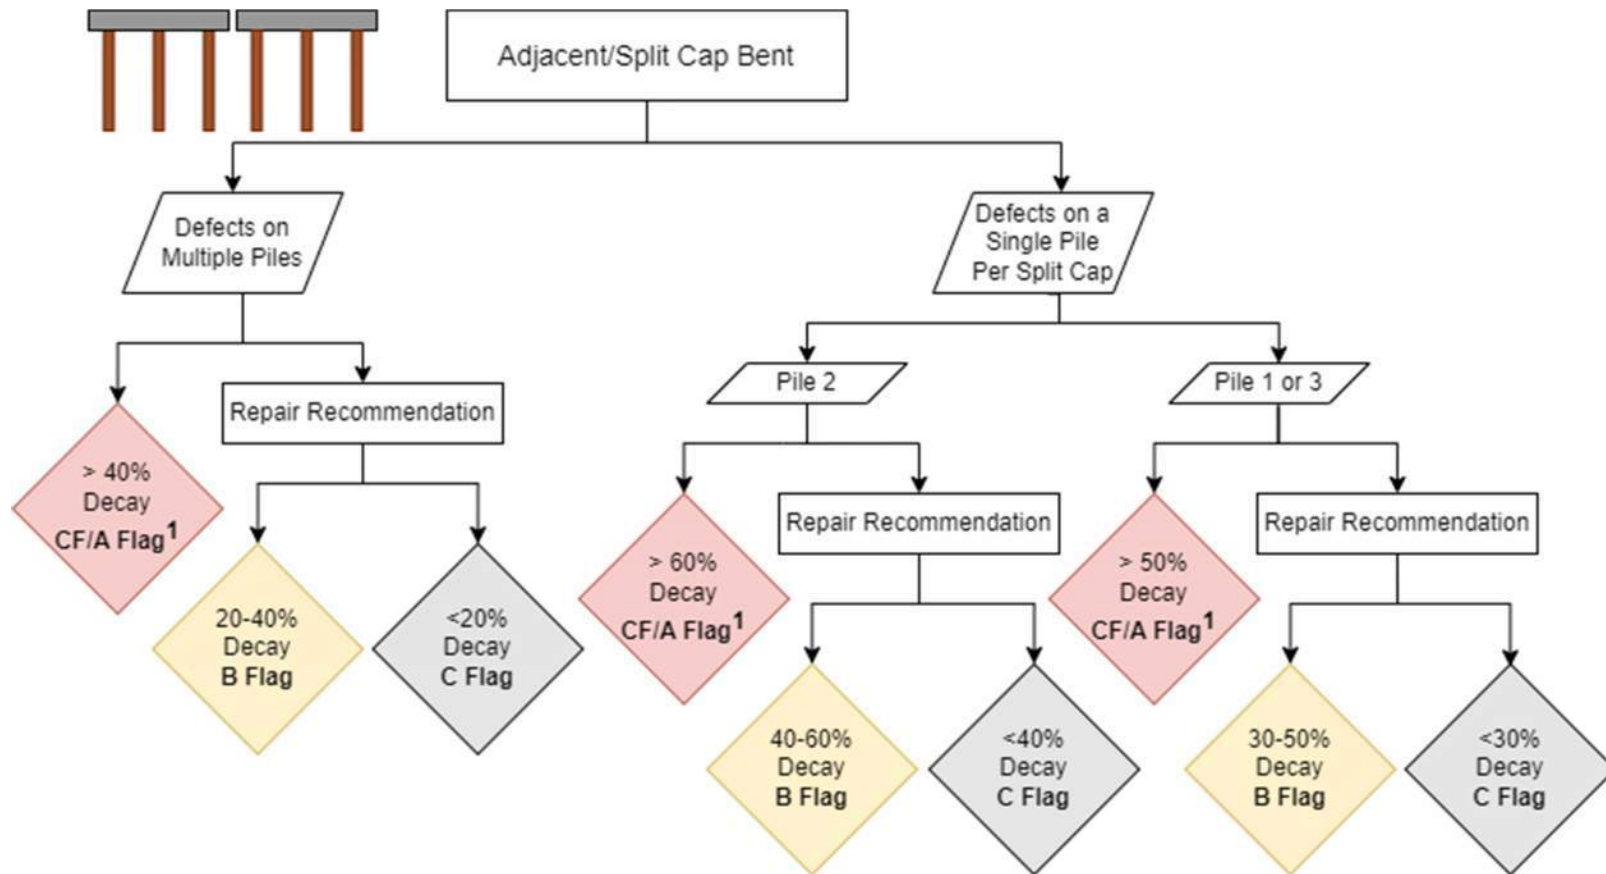 Adjacent/Split Cap Bent
Defects on
Multiple Piles
Defects on a
Single Pile
Per Split Cap
Pile 2
Pile 1 or 3
Repair Recommendation
> 40%
Decay
CF/A Flag¹
20-40%
Decay
B Flag
<20%
Decay
C Flag
Repair Recommendation
> 60%
Decay
CF/A Flag¹
40-60%
Decay
B Flag
<40%
Decay
C Flag
Repair Recommendation
> 50%
Decay
CF/A Flag¹
30-50%
Decay
B Flag
<30%
Decay
C Flag